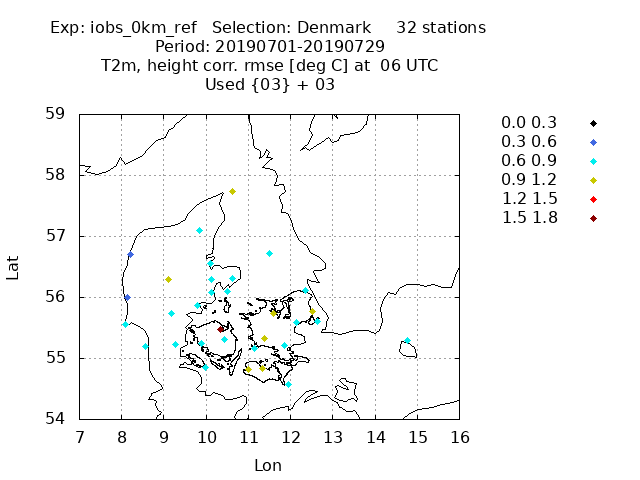 Exp: iobs_0km_ref Selection: Denmark 32 stations
Period: 20190701-20190729
T2m, height corr. rmse [deg C] at 06 UTC
Used {03} + 03
59
58
57
56
55
54
7 8 9 10 11 12 13 14 15 16
Lat
Lon
0.0 0.3
0.3 0.6
0.6 0.9
0.9 1.2
1.2 1.5
1.5 1.8